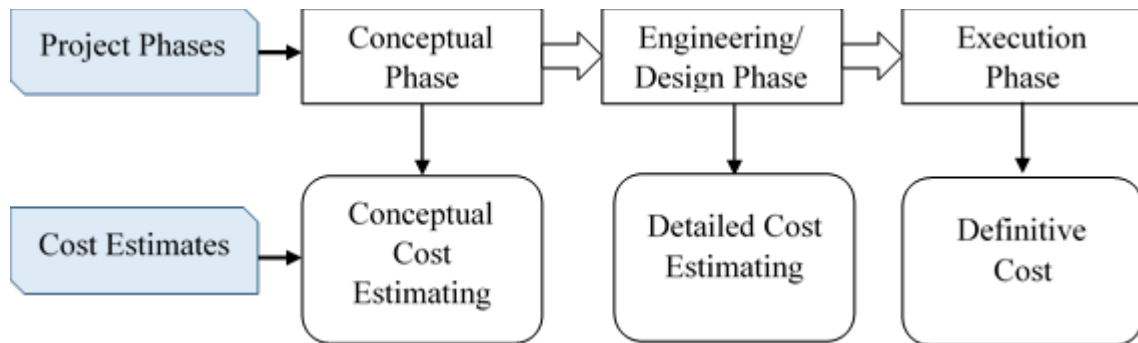 Project Phases
Conceptual
Phase
Engineering/
Design Phase
Execution
Phase
Cost Estimates
Conceptual
Cost
Estimating
Detailed Cost
Estimating
Definitive
Cost